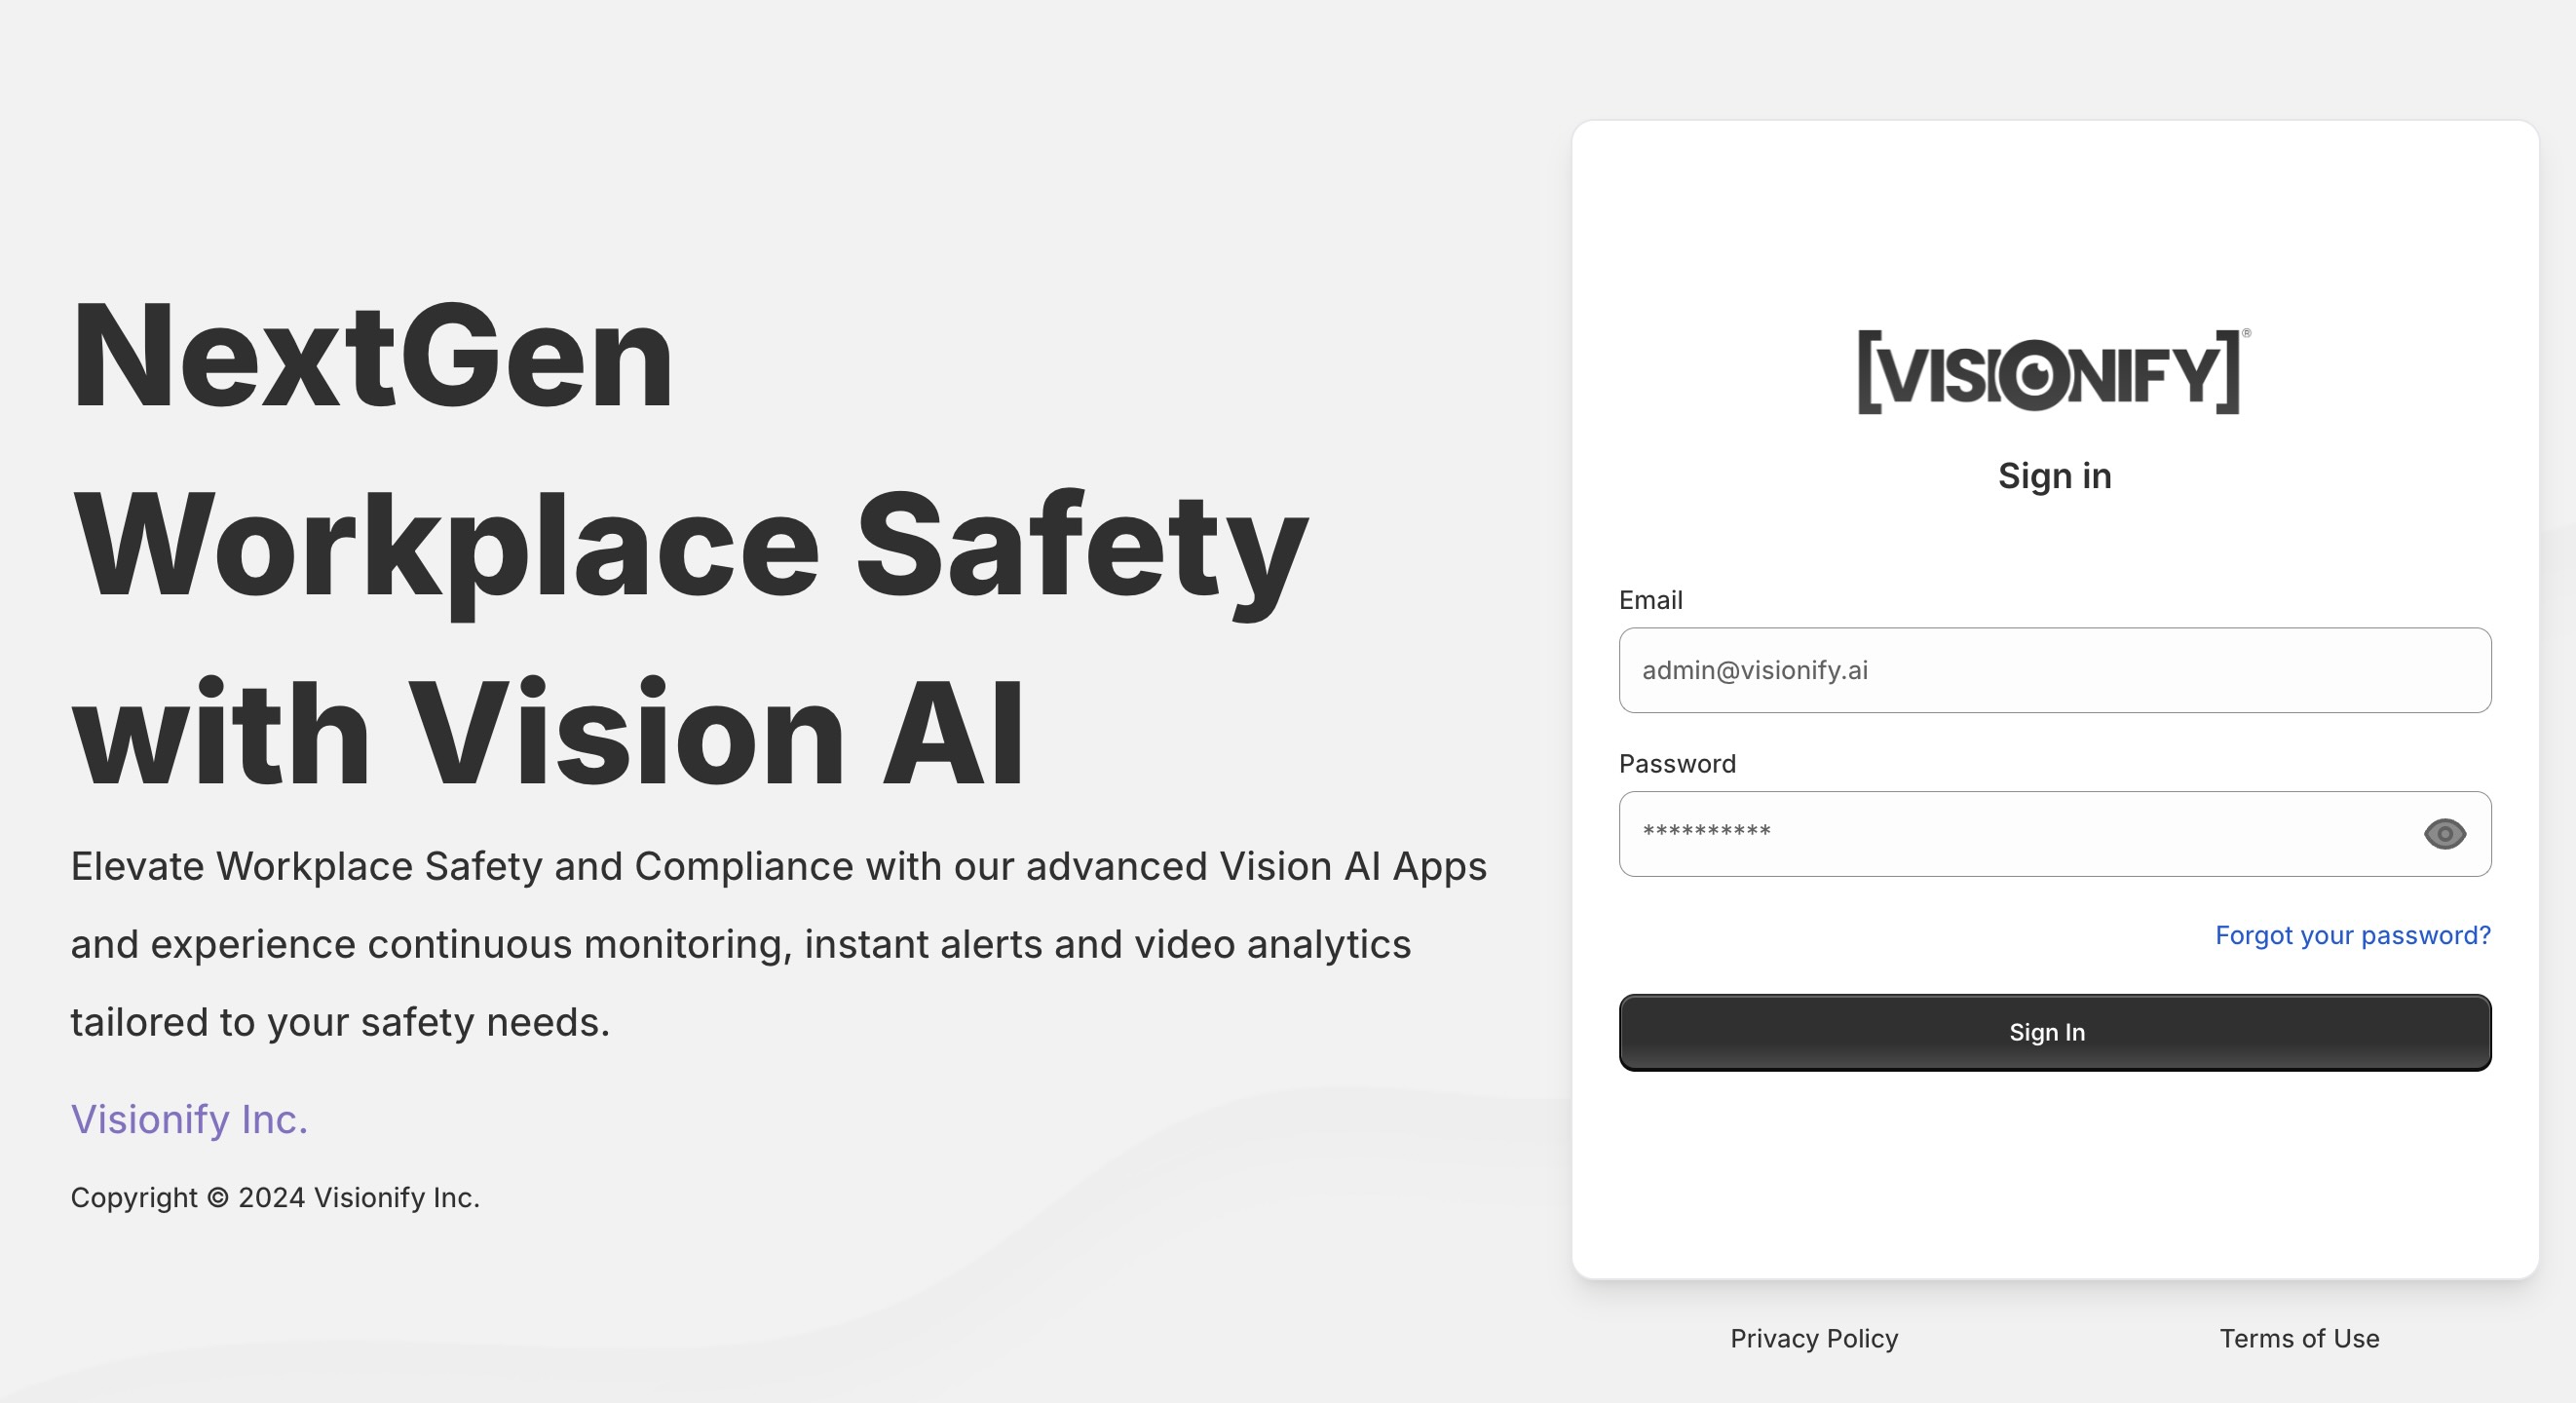 NextGen
Workplace Safety
with Vision AI
Elevate Workplace Safety and Compliance with our advanced Vision AI Apps
and experience continuous monitoring, instant alerts and video analytics
tailored to your safety needs.
Visionify Inc.
Copyright © 2024 Visionify Inc.
[VISIONIFY]®
Sign in
Email
admin@visionify.ai
Password
**********
Forgot your password?
Sign In
Privacy Policy
Terms of Use